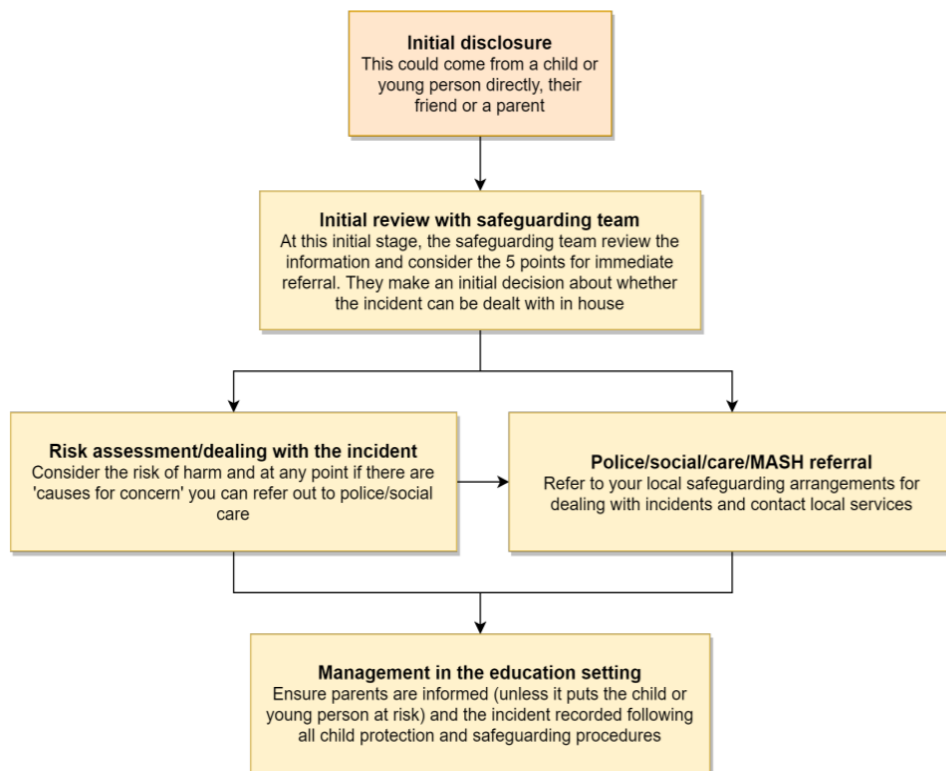 Initial disclosure
This could come from a child or
young person directly, their
friend or a parent
Initial review with safeguarding team
At this initial stage, the safeguarding team review the
information and consider the 5 points for immediate
referral. They make an initial decision about whether
the incident can be dealt with in house
Risk assessment/dealing with the incident
Consider the risk of harm and at any point if there are
'causes for concern' you can refer out to police/social
care
Police/social/care/MASH referral
Refer to your local safeguarding arrangements for
dealing with incidents and contact local services
Management in the education setting
Ensure parents are informed (unless it puts the child or
young person at risk) and the incident recorded following
all child protection and safeguarding procedures